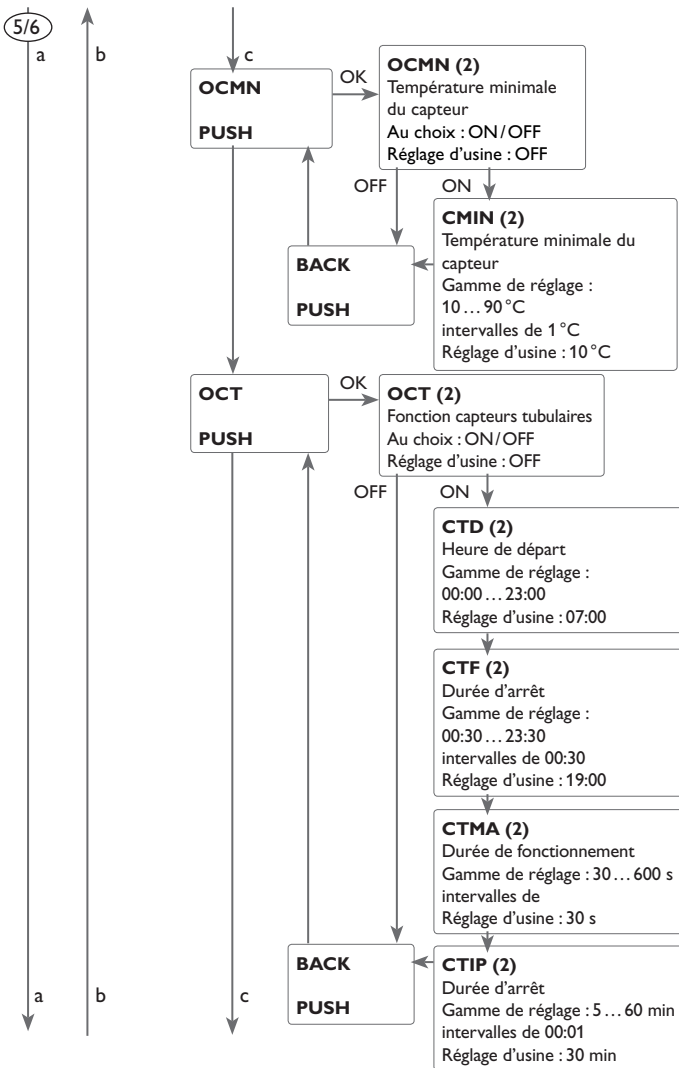 5/6
a
b
c
OCMN
PUSH
OK
OCMN (2)
Température minimale
du capteur
Au choix : ON / OFF
Réglage d'usine : OFF
OFF
ON
CMIN (2)
Température minimale du
capteur
Gamme de réglage :
10 … 90 °C
intervalles de 1 °C
Réglage d'usine : 10 °C
BACK
PUSH
OCT
PUSH
OK
OCT (2)
Fonction capteurs tubulaires
Au choix : ON / OFF
Réglage d'usine : OFF
OFF
ON
CTD (2)
Heure de départ
Gamme de réglage :
00:00 … 23:00
Réglage d'usine : 07:00
CTF (2)
Durée d'arrêt
Gamme de réglage :
00:30 … 23:30
intervalles de 00:30
Réglage d'usine : 19:00
CTMA (2)
Durée de fonctionnement
Gamme de réglage : 30 … 600 s
intervalles de
Réglage d'usine : 30 s
BACK
PUSH
CTIP (2)
Durée d'arrêt
Gamme de réglage : 5 … 60 min
intervalles de 00:01
Réglage d'usine : 30 min
a
b
c